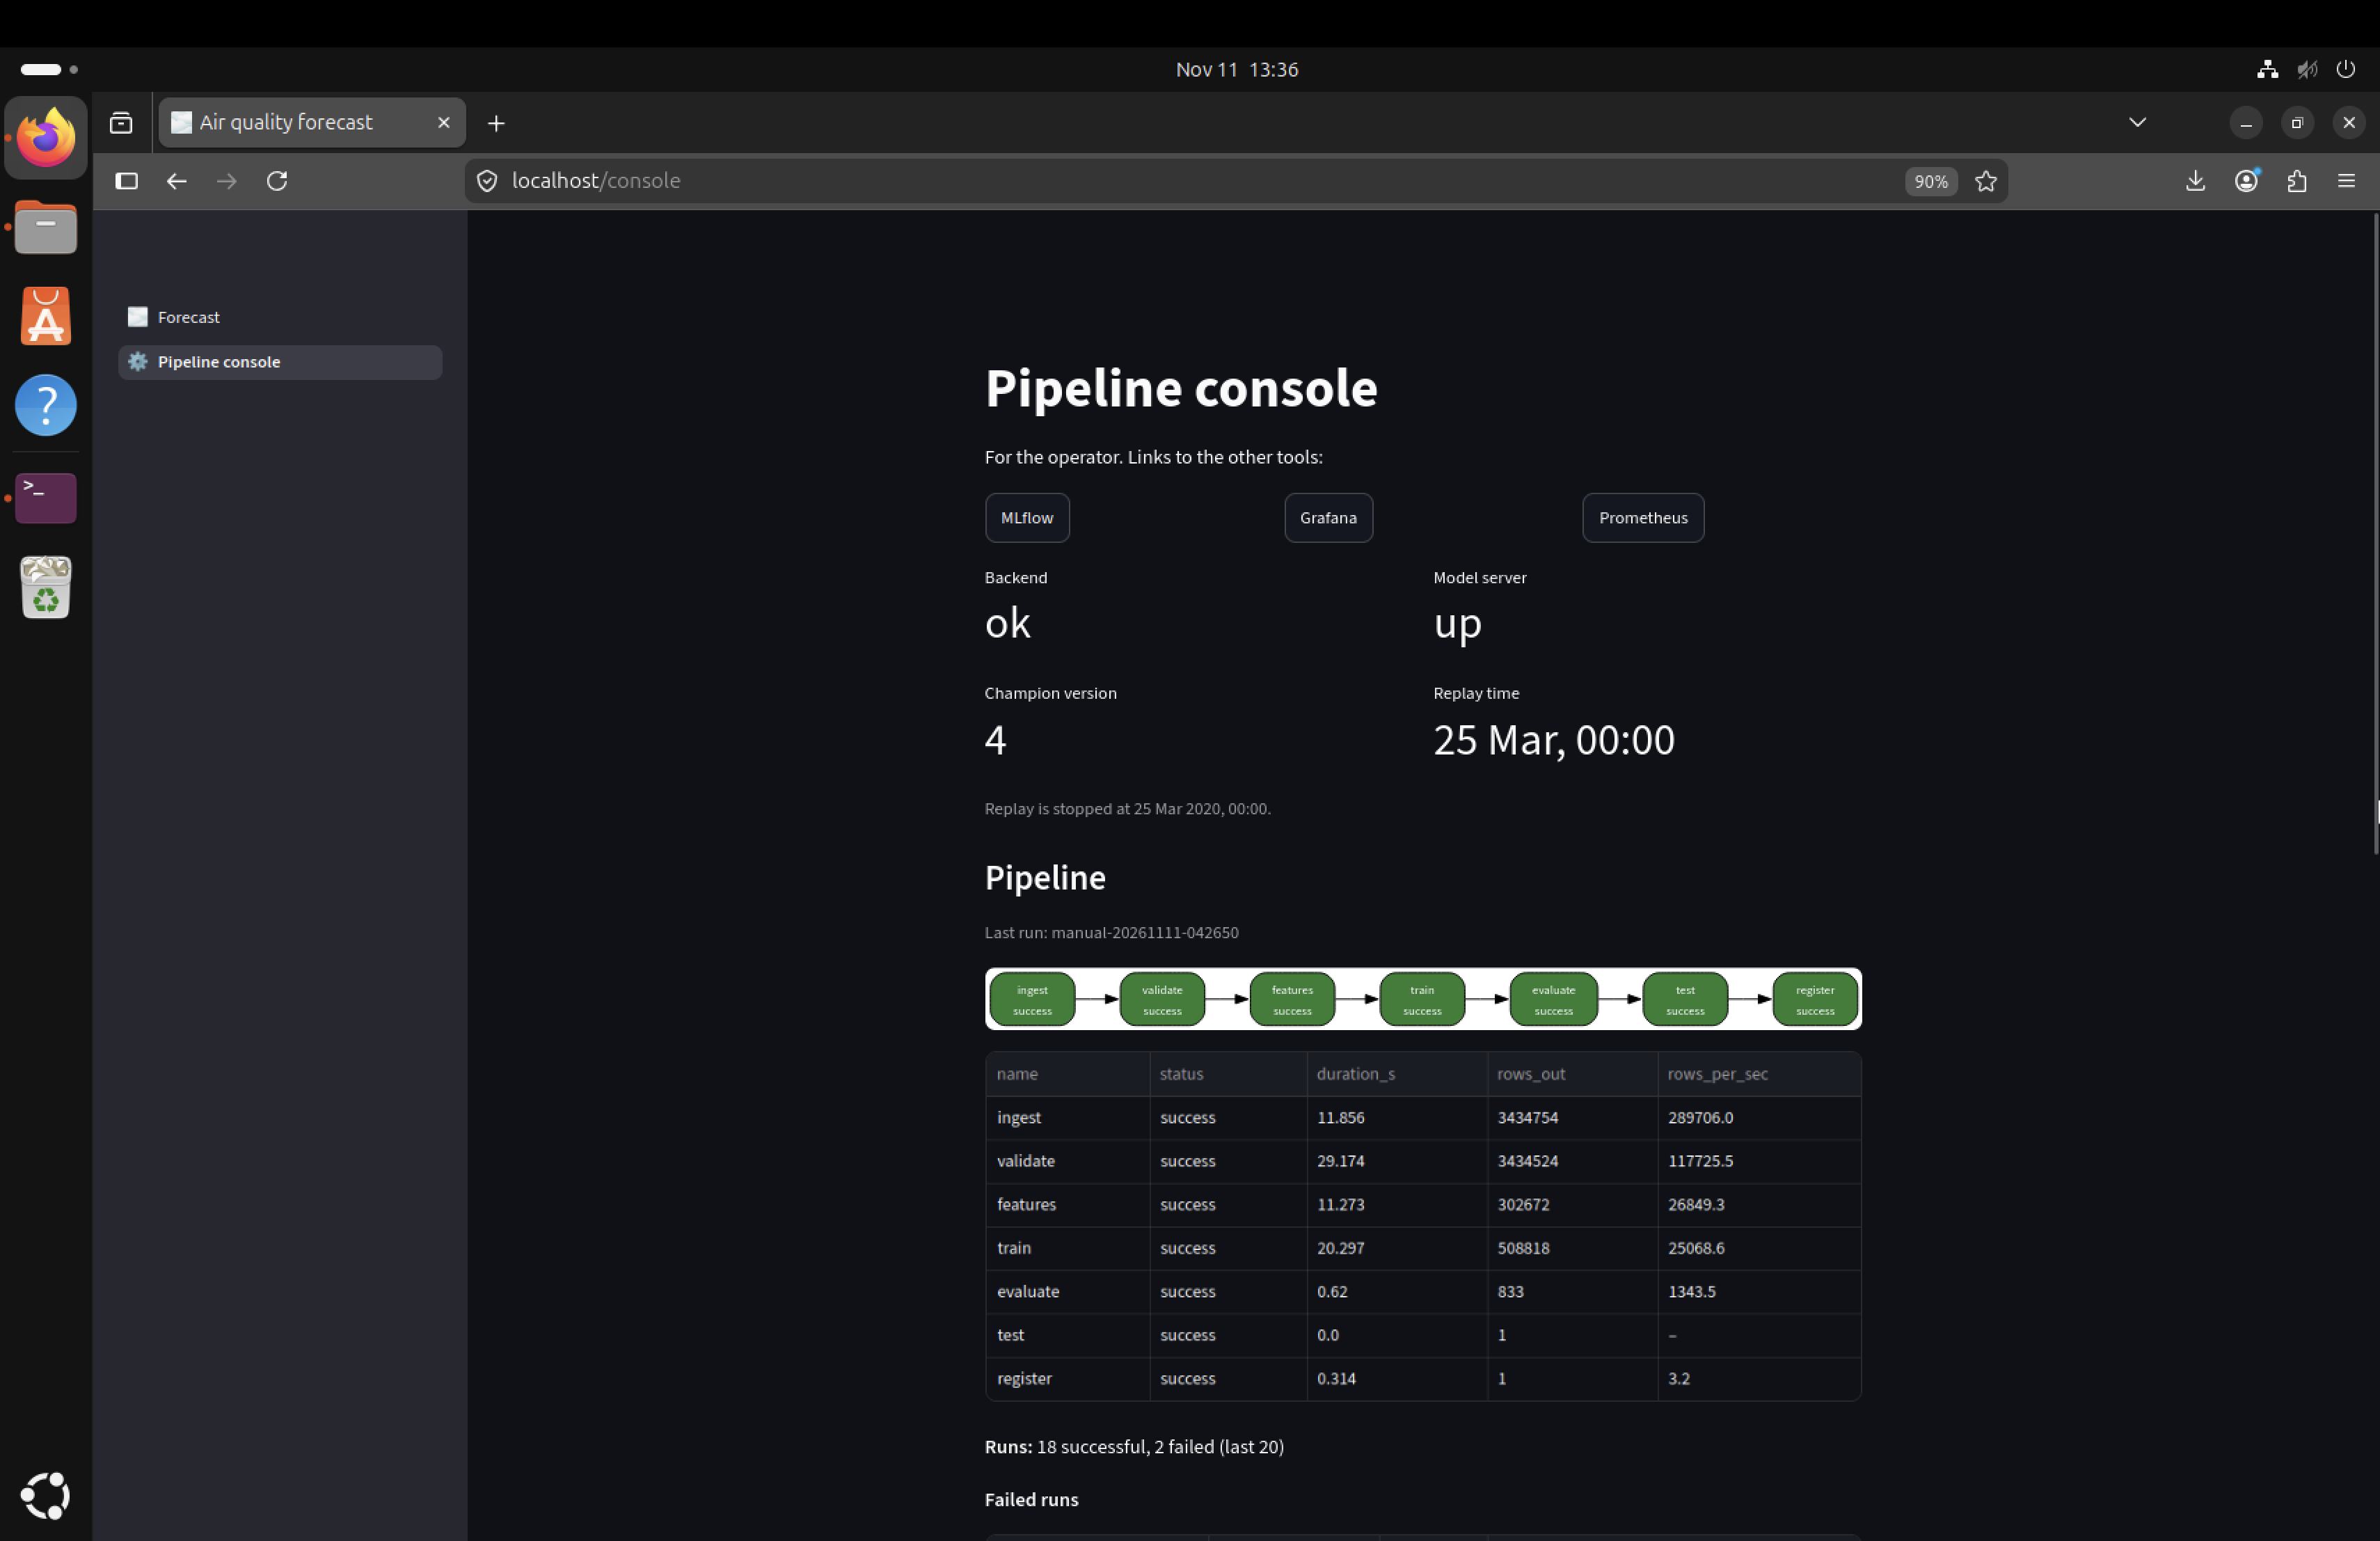 Nov 11 13:36
Air quality forecast
localhost/console
90%
Forecast
Pipeline console
Pipeline console
For the operator. Links to the other tools:
MLflow Grafana Prometheus
Backend Model server
ok up
Champion version Replay time
4 25 Mar, 00:00
Replay is stopped at 25 Mar 2020, 00:00.
Pipeline
Last run: manual-20261111-042650
ingest validate features train evaluate test register
success success success success success success success
name status duration_s rows_out rows_per_sec
ingest success 11.856 3434754 289706.0
validate success 29.174 3434524 117725.5
features success 11.273 302672 26849.3
train success 20.297 508818 25068.6
evaluate success 0.62 833 1343.5
test success 0.0 1 –
register success 0.314 1 3.2
Runs: 18 successful, 2 failed (last 20)
Failed runs